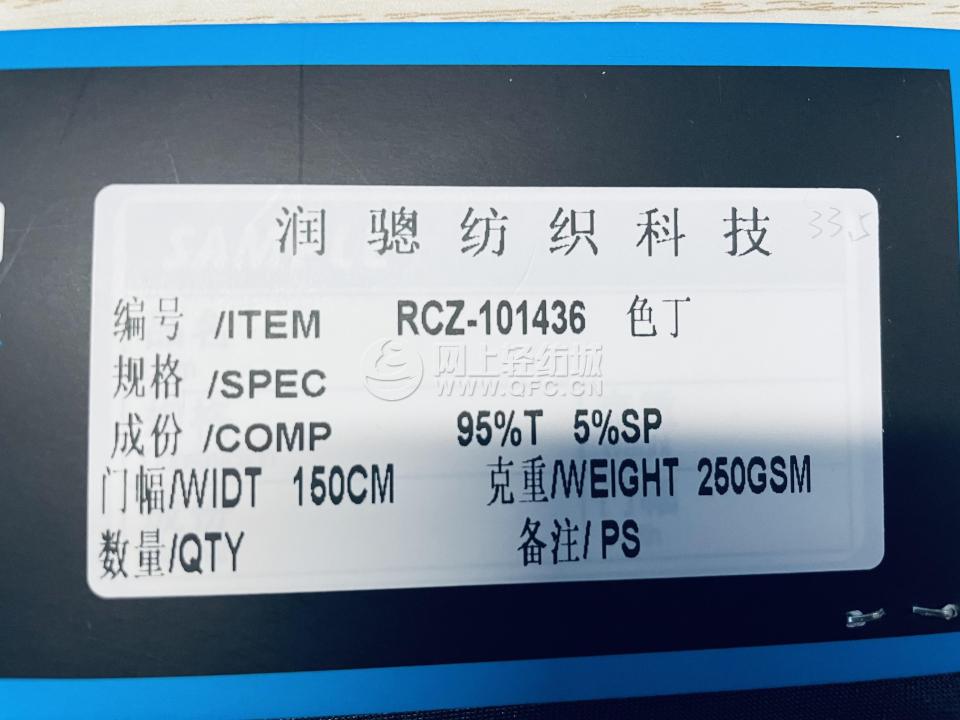 润骢纺织科技 33.5
编号 /ITEM RCZ-101436 色丁
规格 /SPEC
网上轻纺城
WWW.QFC.CN
成份 /COMP 95%T 5%SP
门幅/WIDT 150CM 克重/WEIGHT 250GSM
数量/QTY 备注/PS